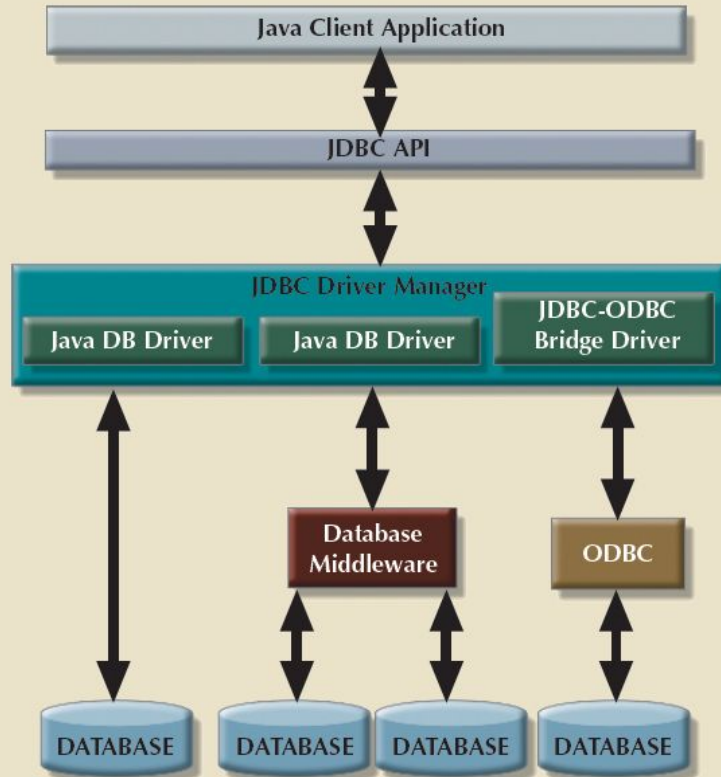 Java Client Application
JDBC API
JDBC Driver Manager
Java DB Driver
Java DB Driver
JDBC-ODBC
Bridge Driver
Database
Middleware
ODBC
DATABASE
DATABASE
DATABASE
DATABASE